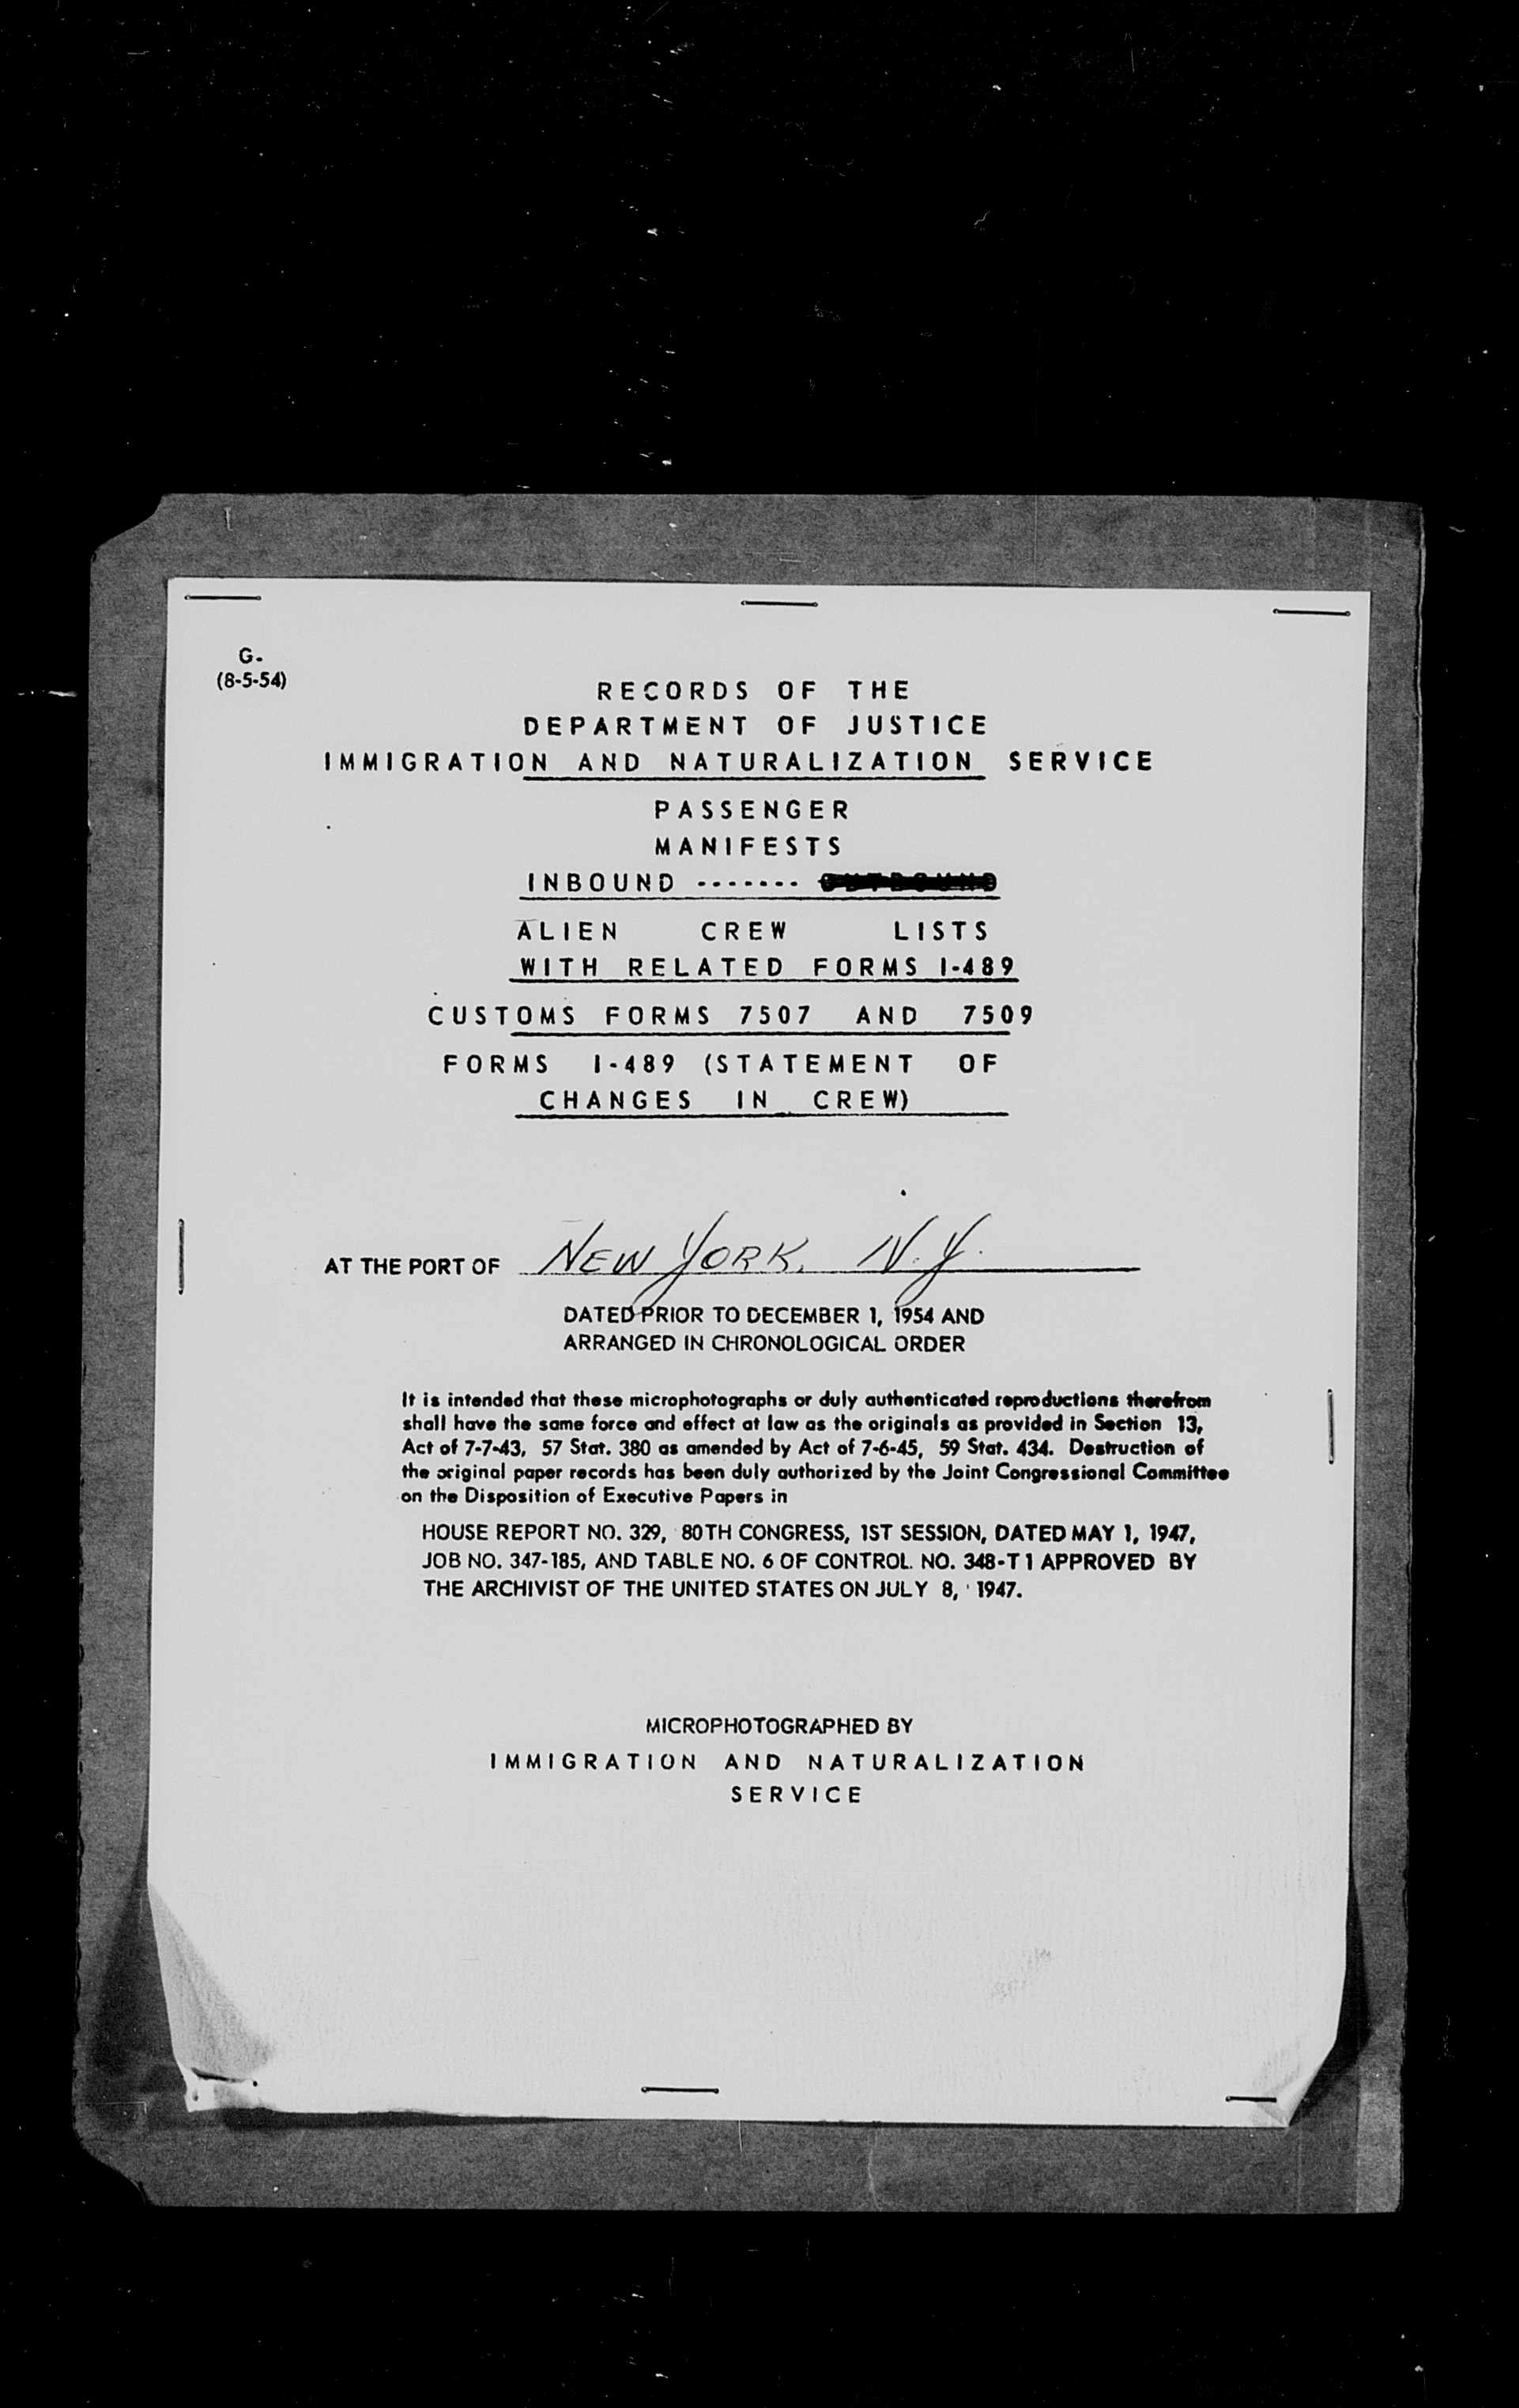 G-
(8-5-54)
RECORDS OF THE
DEPARTMENT OF JUSTICE
IMMIGRATION AND NATURALIZATION SERVICE
PASSENGER
MANIFESTS
INBOUND ------- OUTBOUND
ALIEN CREW LISTS
WITH RELATED FORMS I-489
CUSTOMS FORMS 7507 AND 7509
FORMS I-489 (STATEMENT OF
CHANGES IN CREW)
AT THE PORT OF NEW YORK, N.Y.
DATED PRIOR TO DECEMBER 1, 1954 AND
ARRANGED IN CHRONOLOGICAL ORDER
It is intended that these microphotographs or duly authenticated reproductions therefrom
shall have the same force and effect at law as the originals as provided in Section 13,
Act of 7-7-43, 57 Stat. 380 as amended by Act of 7-6-45, 59 Stat. 434. Destruction of
the original paper records has been duly authorized by the Joint Congressional Committee
on the Disposition of Executive Papers in
HOUSE REPORT NO. 329, 80TH CONGRESS, 1ST SESSION, DATED MAY 1, 1947,
JOB NO. 347-185, AND TABLE NO. 6 OF CONTROL NO. 348-T1 APPROVED BY
THE ARCHIVIST OF THE UNITED STATES ON JULY 8, 1947.
MICROPHOTOGRAPHED BY
IMMIGRATION AND NATURALIZATION
SERVICE